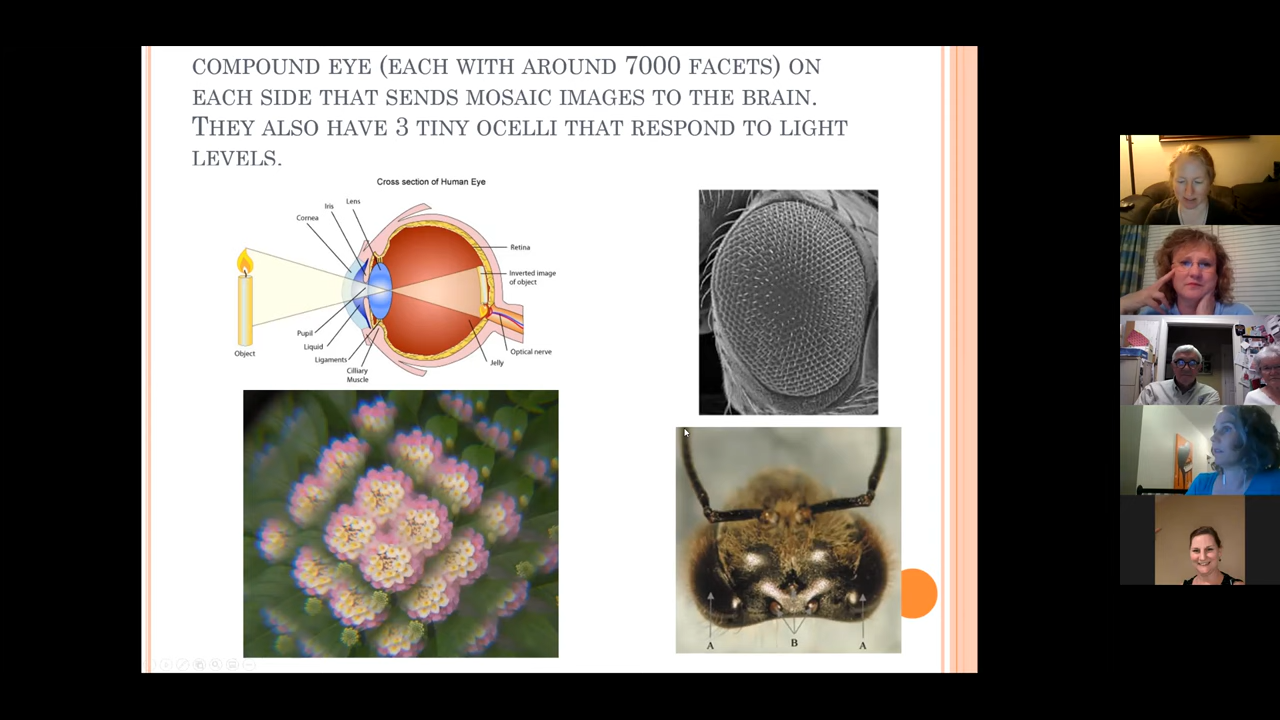 COMPOUND EYE (EACH WITH AROUND 7000 FACETS) ON
EACH SIDE THAT SENDS MOSAIC IMAGES TO THE BRAIN.
THEY ALSO HAVE 3 TINY OCELLI THAT RESPOND TO LIGHT
LEVELS.
Cross section of Human Eye
Lens
Iris
Cornea
Retina
Inverted image
of object
Pupil
Liquid
Object
Ligaments
Optical nerve
Cilliary
Muscle
Jelly
A
B
A